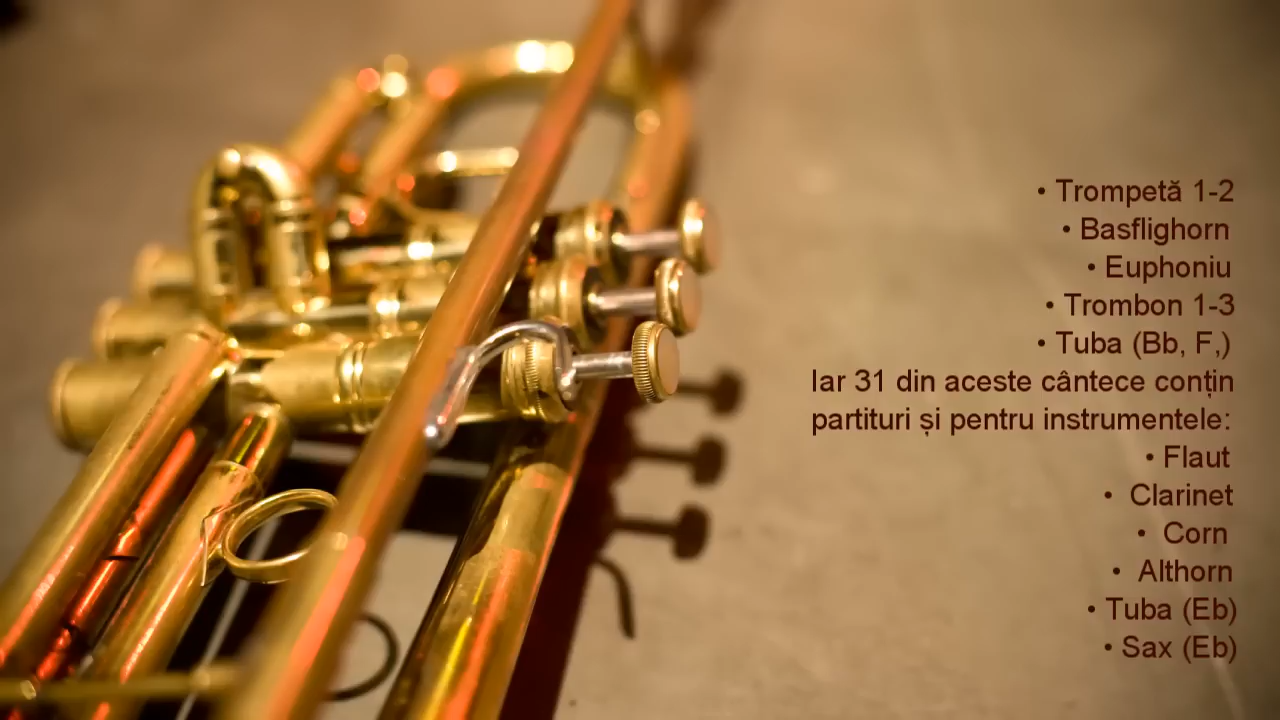 • Trompetă 1-2
• Basflighorn
• Euphoniu
• Trombon 1-3
• Tuba (Bb, F,)
Iar 31 din aceste cântece conțin
partituri și pentru instrumentele:
• Flaut
• Clarinet
• Corn
• Althorn
• Tuba (Eb)
• Sax (Eb)